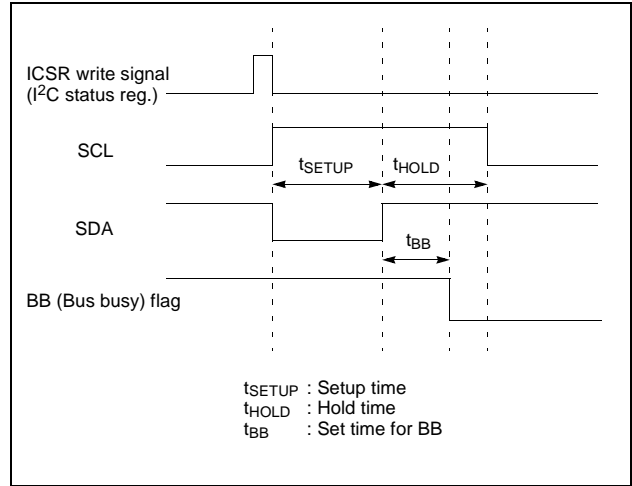 ICSR write signal
(I²C status reg.)
SCL
tSETUP
tHOLD
SDA
tBB
BB (Bus busy) flag
tSETUP : Setup time
tHOLD : Hold time
tBB : Set time for BB